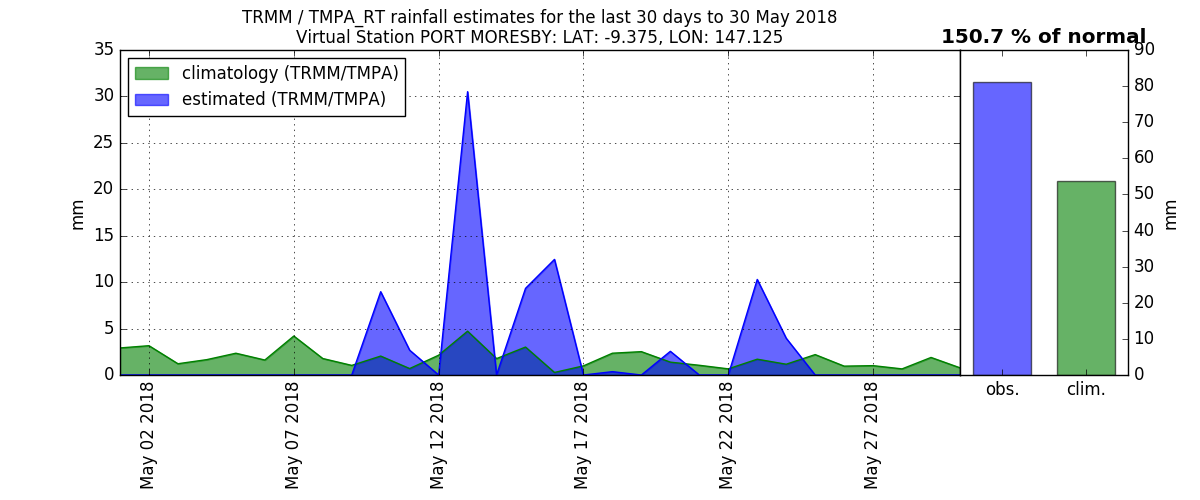 TRMM / TMPA_RT rainfall estimates for the last 30 days to 30 May 2018
Virtual Station PORT MORESBY: LAT: -9.375, LON: 147.125
150.7 % of normal
climatology (TRMM/TMPA)
estimated (TRMM/TMPA)
mm
35
30
25
20
15
10
5
0
May 02 2018
May 07 2018
May 12 2018
May 17 2018
May 22 2018
May 27 2018
obs.
clim.
90
80
70
60
50
40
30
20
10
0
mm